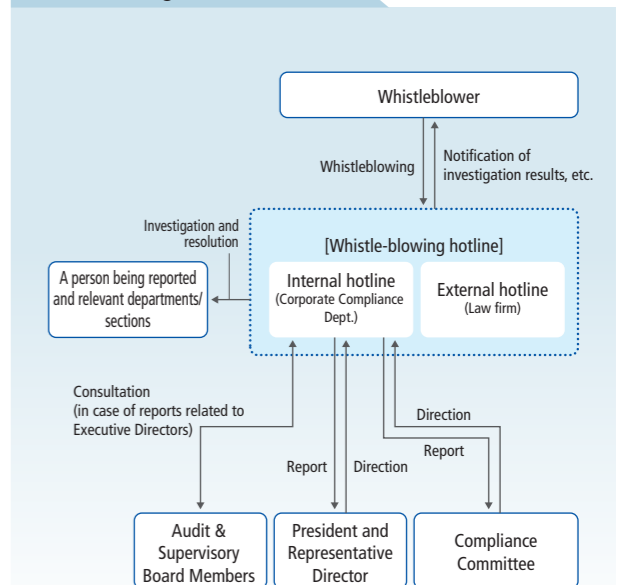 Whistleblower
Whistleblowing
Notification of
investigation results, etc.
Investigation and
resolution
[Whistle-blowing hotline]
A person being reported
and relevant departments/
sections
Internal hotline
(Corporate Compliance
Dept.)
External hotline
(Law firm)
Consultation
(in case of reports related to
Executive Directors)
Direction
Report
Report
Direction
Audit &
Supervisory
Board Members
President and
Representative
Director
Compliance
Committee